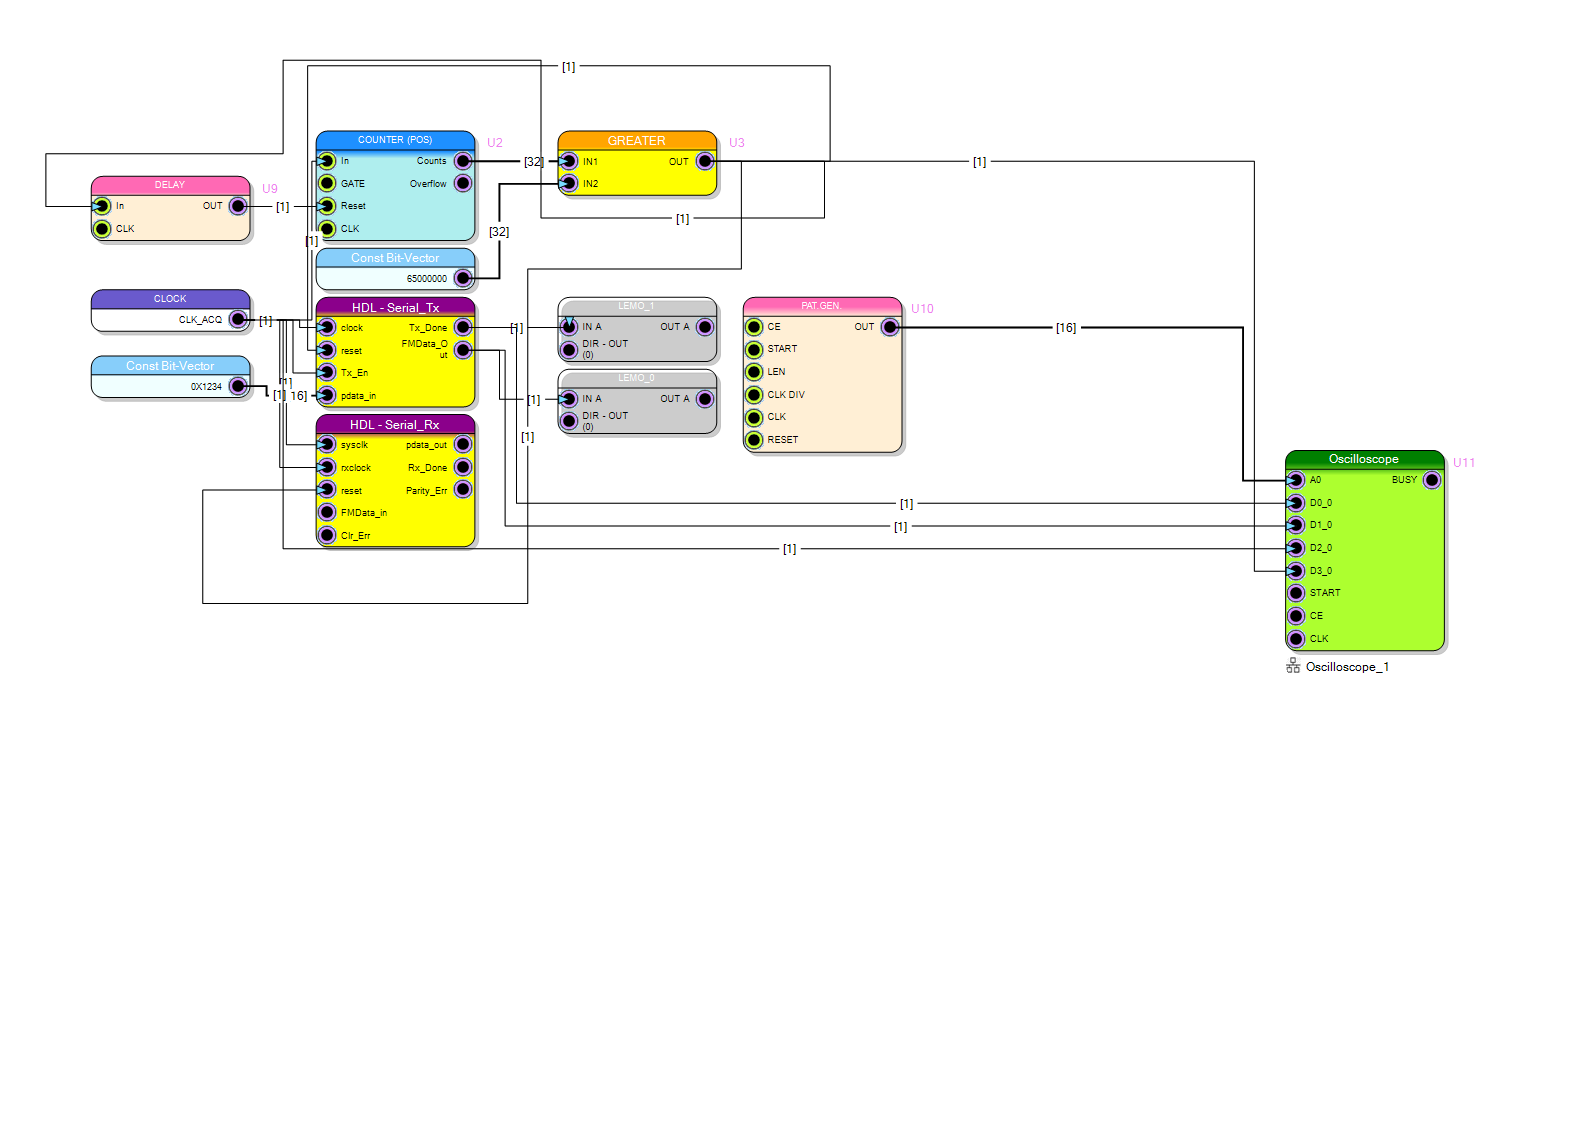 [1]
COUNTER (POS)
U2
In
Counts
GATE
Overflow
Reset
CLK
[32]
GREATER
U3
IN1
OUT
IN2
[1]
[1]
DELAY
U9
In
OUT
CLK
[1]
[1]
[32]
Const Bit-Vector
65000000
CLOCK
CLK_ACQ
[1]
Const Bit-Vector
0X1234
[1]
[1]
16]
HDL - Serial_Tx
clock
Tx_Done
reset
FMData_O
ut
Tx_En
pdata_in
[1]
[1]
[1]
LEMO_1
IN A
OUT A
DIR - OUT
(0)
LEMO_0
IN A
OUT A
DIR - OUT
(0)
PAT.GEN.
U10
CE
OUT
START
LEN
CLK DIV
CLK
RESET
[16]
HDL - Serial_Rx
sysclk
pdata_out
rxclock
Rx_Done
reset
Parity_Err
FMData_in
Clr_Err
[1]
[1]
[1]
Oscilloscope
U11
A0
BUSY
D0_0
D1_0
D2_0
D3_0
START
CE
CLK
Oscilloscope_1